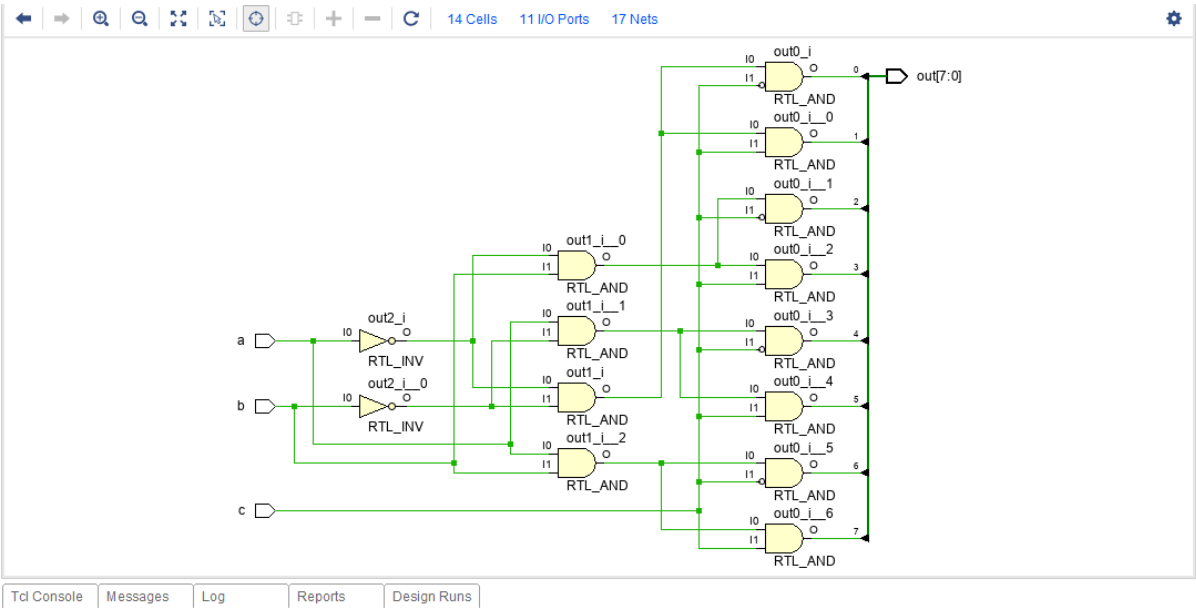 14 Cells 11 I/O Ports 17 Nets
out0_i
I0 O 0 out[7:0]
I1
RTL_AND
out0_i__0
I0 O 1
I1
RTL_AND
out0_i__1
I0 O 2
I1
RTL_AND
out1_i__0 out0_i__2
I0 O I0 O 3
I1 I1
RTL_AND RTL_AND
out2_i out1_i__1 out0_i__3
a I0 O I0 O I0 O 4
I1 I1
RTL_INV RTL_AND RTL_AND
out2_i__0 out1_i out0_i__4
b I0 O I0 O I0 O 5
I1 I1
RTL_INV RTL_AND RTL_AND
out1_i__2 out0_i__5
I0 O I0 O 6
I1 I1
RTL_AND RTL_AND
c out0_i__6
I0 O 7
I1
RTL_AND
Tcl Console Messages Log Reports Design Runs